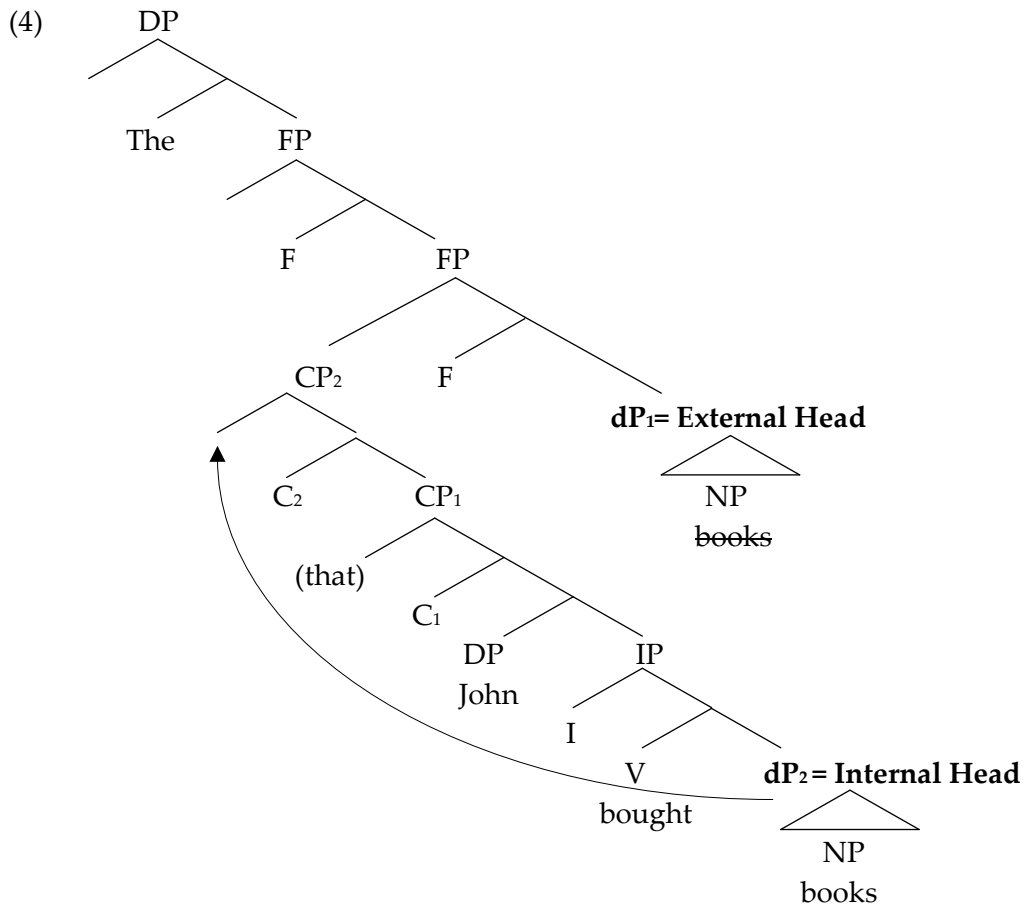 (4) DP
The FP
F FP
CP₂ F
dP₁= External Head
C₂ CP₁ NP
~~books~~
(that)
C₁
DP IP
John
I
V dP₂ = Internal Head
bought
NP
books